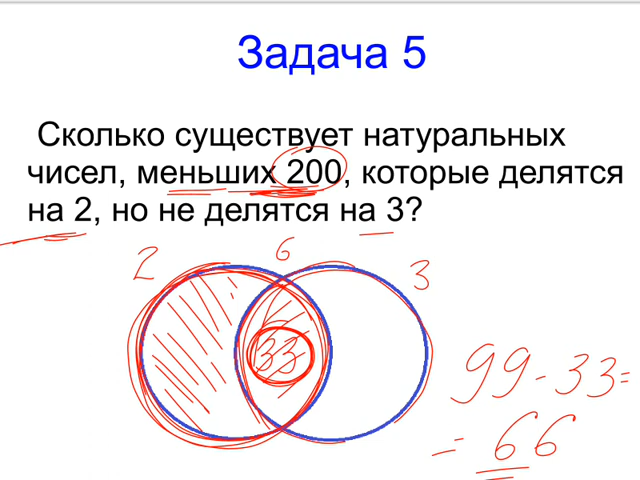 Задача 5
Сколько существует натуральных
чисел, меньших 200, которые делятся
на 2, но не делятся на 3?
2
6
3
33
99-33=
=66